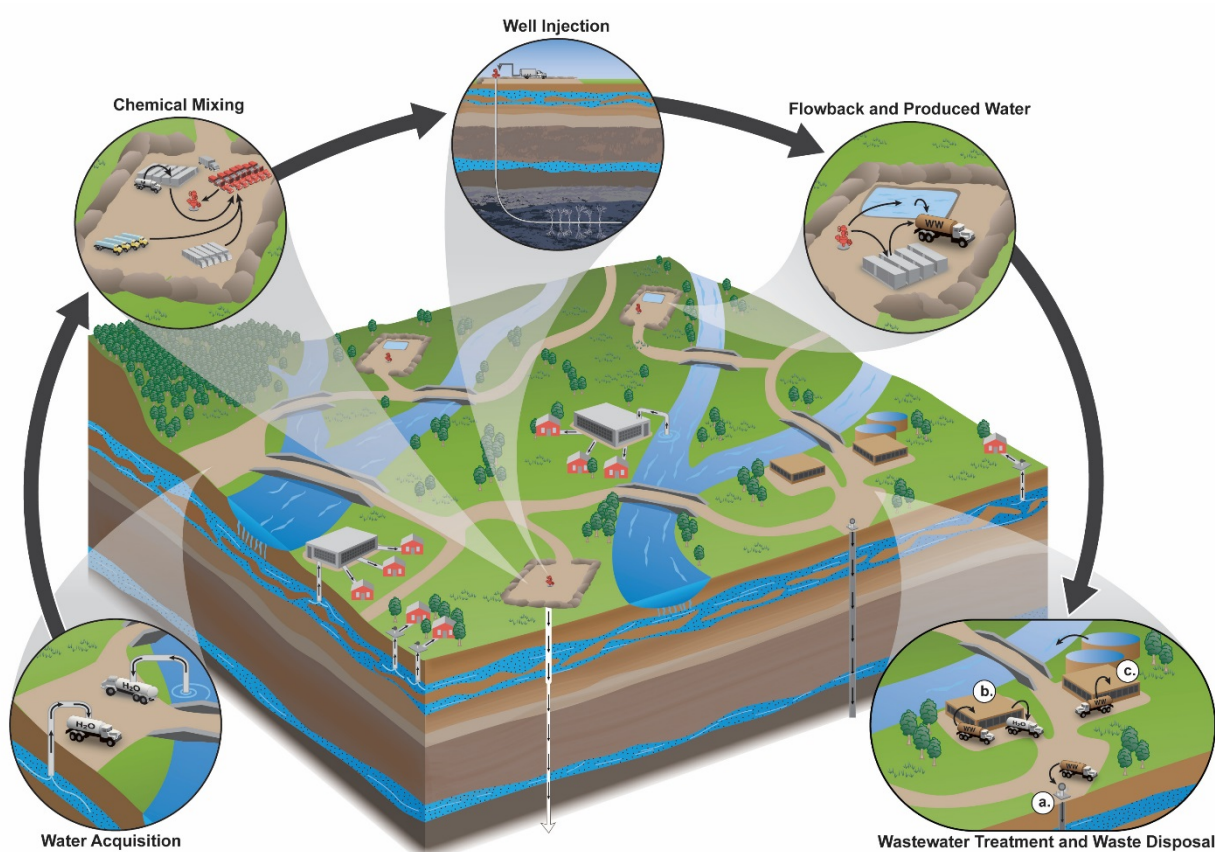 Well Injection
Chemical Mixing
Flowback and Produced Water
WW
H₂O
H₂O
Water Acquisition
b.
c.
WW
H₂O
WW
WW
a.
Wastewater Treatment and Waste Disposal